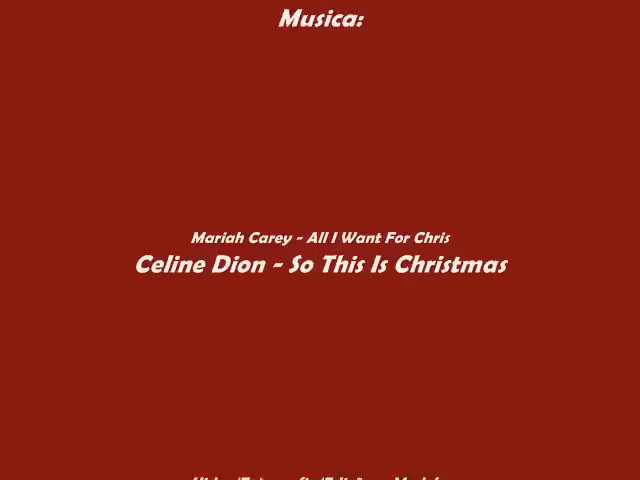 Musica:
Mariah Carey - All I Want For Chris
Celine Dion - So This Is Christmas